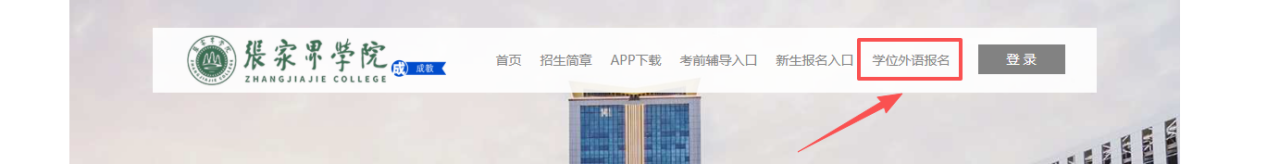 張家界学院
ZHANGJIAJIE COLLEGE
成 成教
首页 招生简章 APP下载 考前辅导入口 新生报名入口 学位外语报名 登 录